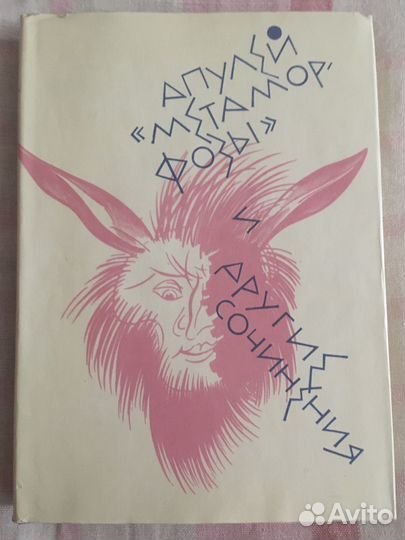 АПУЛЕЙ
«МЕТАМОР-
ФОЗЫ»
И
ДРУГИЕ
СОЧИНЕНИЯ
Avito